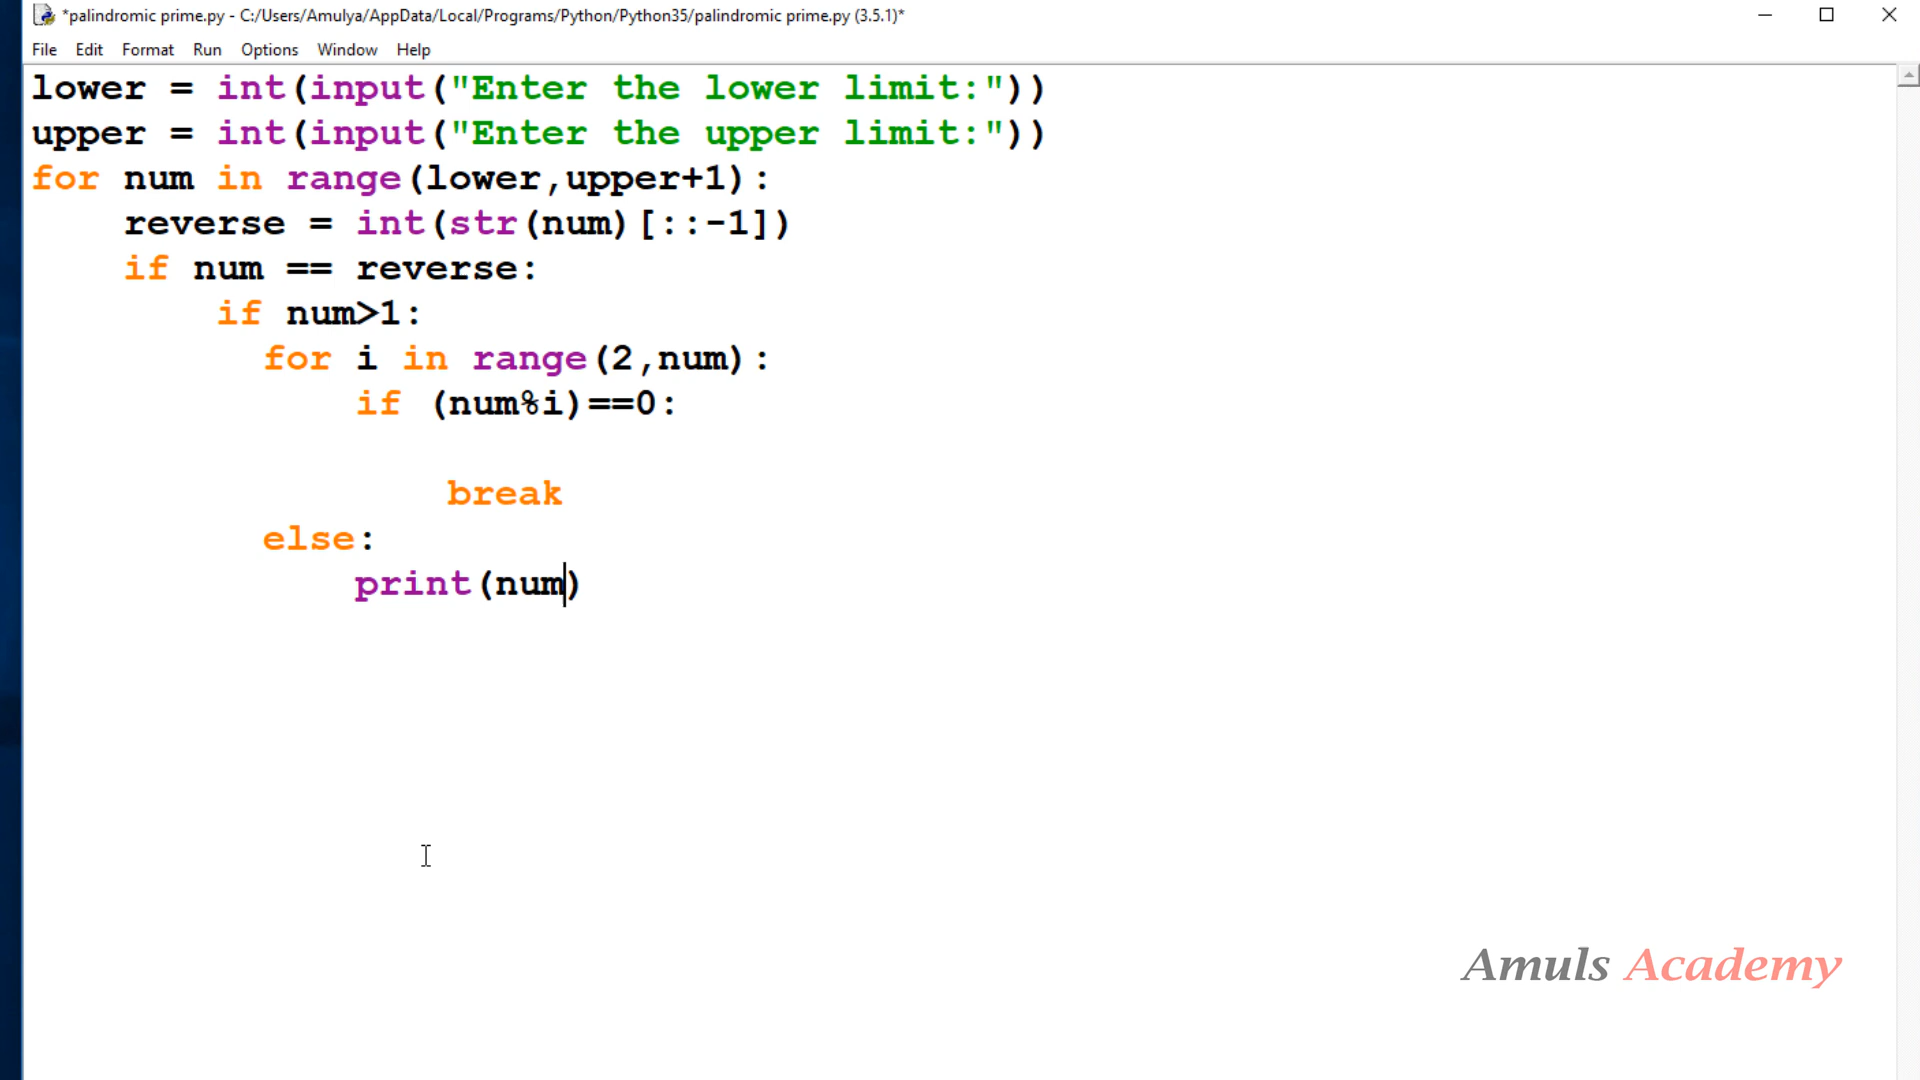 *palindromic prime.py - C:/Users/Amulya/AppData/Local/Programs/Python/Python35/palindromic prime.py (3.5.1)*
File Edit Format Run Options Window Help
lower = int(input("Enter the lower limit:"))
upper = int(input("Enter the upper limit:"))
for num in range(lower,upper+1):
    reverse = int(str(num)[::-1])
    if num == reverse:
        if num>1:
          for i in range(2,num):
              if (num%i)==0:
                  break
          else:
              print(num)
Amuls Academy